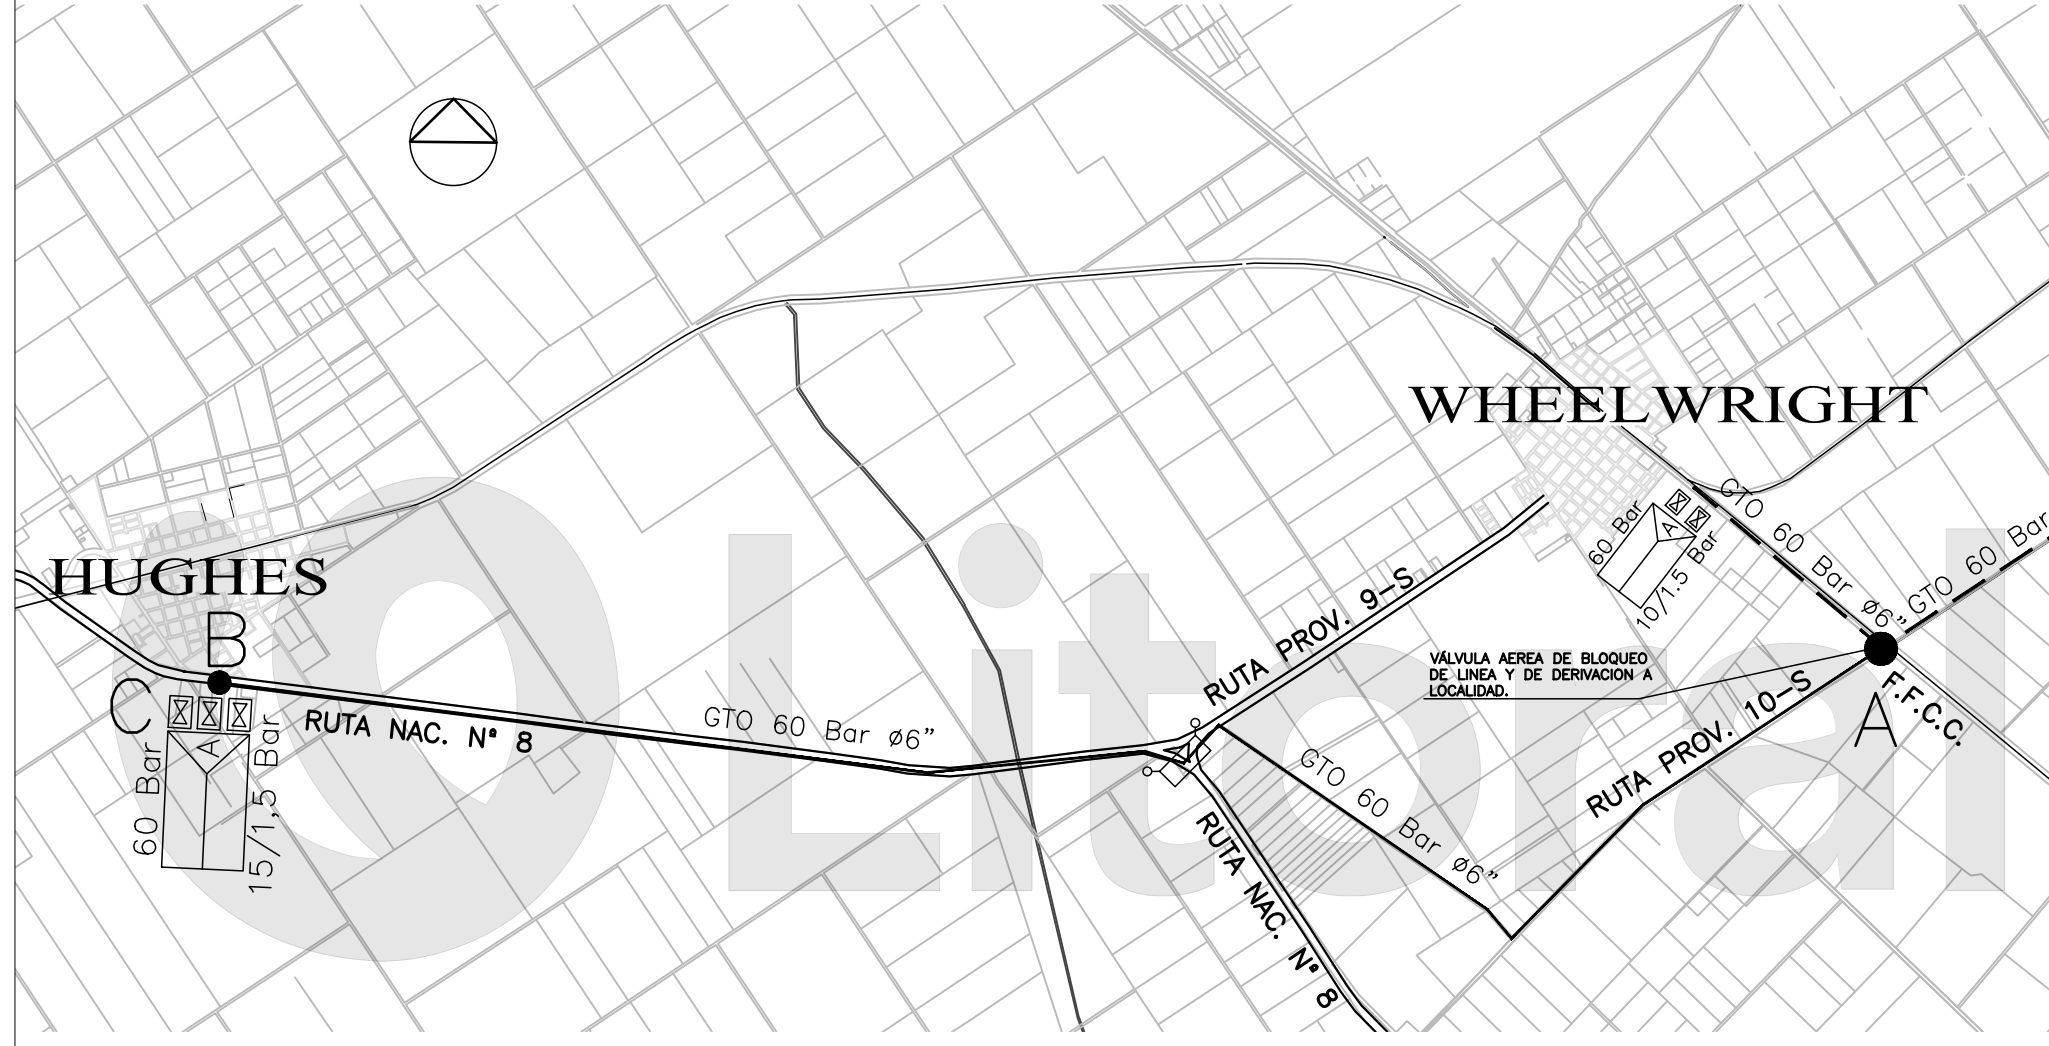 WHEELWRIGHT
GTO 60 Bar ø6"
60 Bar
A
10/1.5 Bar
GTO 60 Bar
HUGHES
B
C
RUTA NAC. Nº 8
A
60 Bar
15/1,5 Bar
GTO 60 Bar ø6"
RUTA PROV. 9-S
VÁLVULA AEREA DE BLOQUEO
DE LINEA Y DE DERIVACION A
LOCALIDAD.
RUTA PROV. 10-S
F.F.C.C.
A
GTO 60 Bar ø6"
RUTA NAC. Nº 8
Litoral